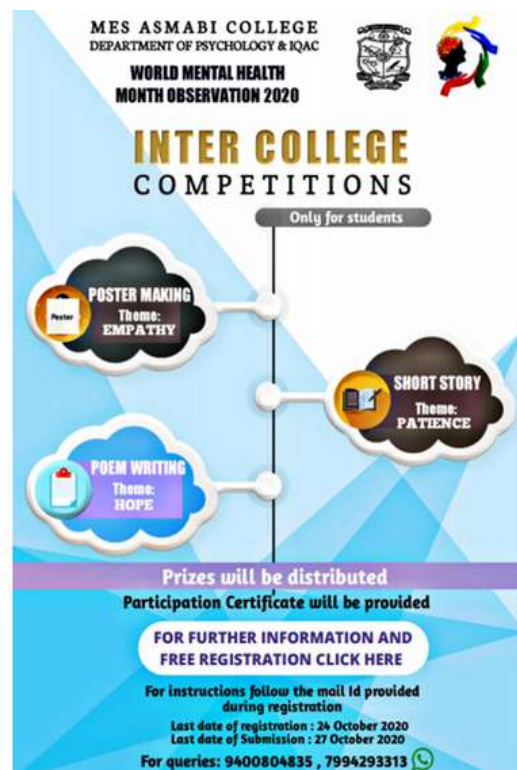 MES ASMABI COLLEGE
DEPARTMENT OF PSYCHOLOGY & IQAC
WORLD MENTAL HEALTH
MONTH OBSERVATION 2020
INTER COLLEGE
COMPETITIONS
Only for students
POSTER MAKING
Poster
Theme:
EMPATHY
SHORT STORY
Theme:
PATIENCE
POEM WRITING
Theme:
HOPE
Prizes will be distributed
Participation Certificate will be provided
FOR FURTHER INFORMATION AND
FREE REGISTRATION CLICK HERE
For instructions follow the mail Id provided
during registration
Last date of registration : 24 October 2020
Last date of Submission : 27 October 2020
For queries: 9400804835 , 7994293313